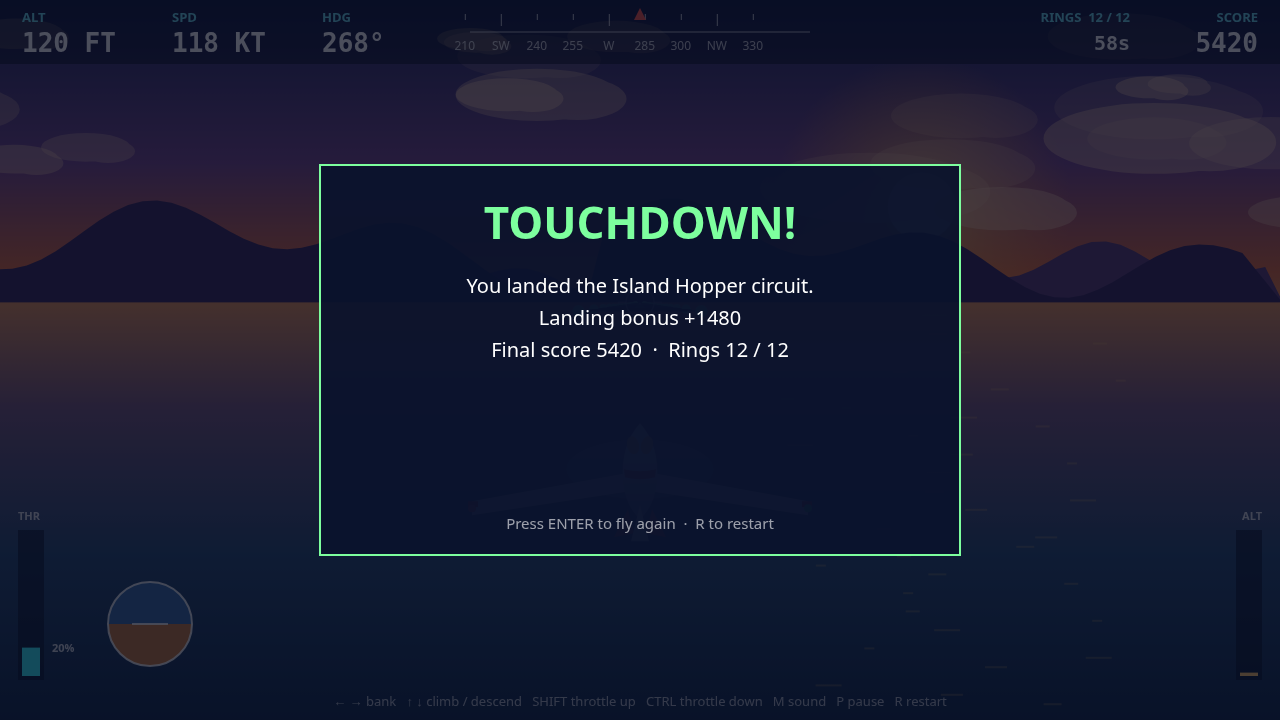 ALT SPD HDG RINGS 12 / 12 SCORE
120 FT 118 KT 268° 58s 5420
210 SW 240 255 W 285 300 NW 330
TOUCHDOWN!
You landed the Island Hopper circuit.
Landing bonus +1480
Final score 5420 · Rings 12 / 12
Press ENTER to fly again · R to restart
THR ALT
20%
← → bank ↑ ↓ climb / descend SHIFT throttle up CTRL throttle down M sound P pause R restart